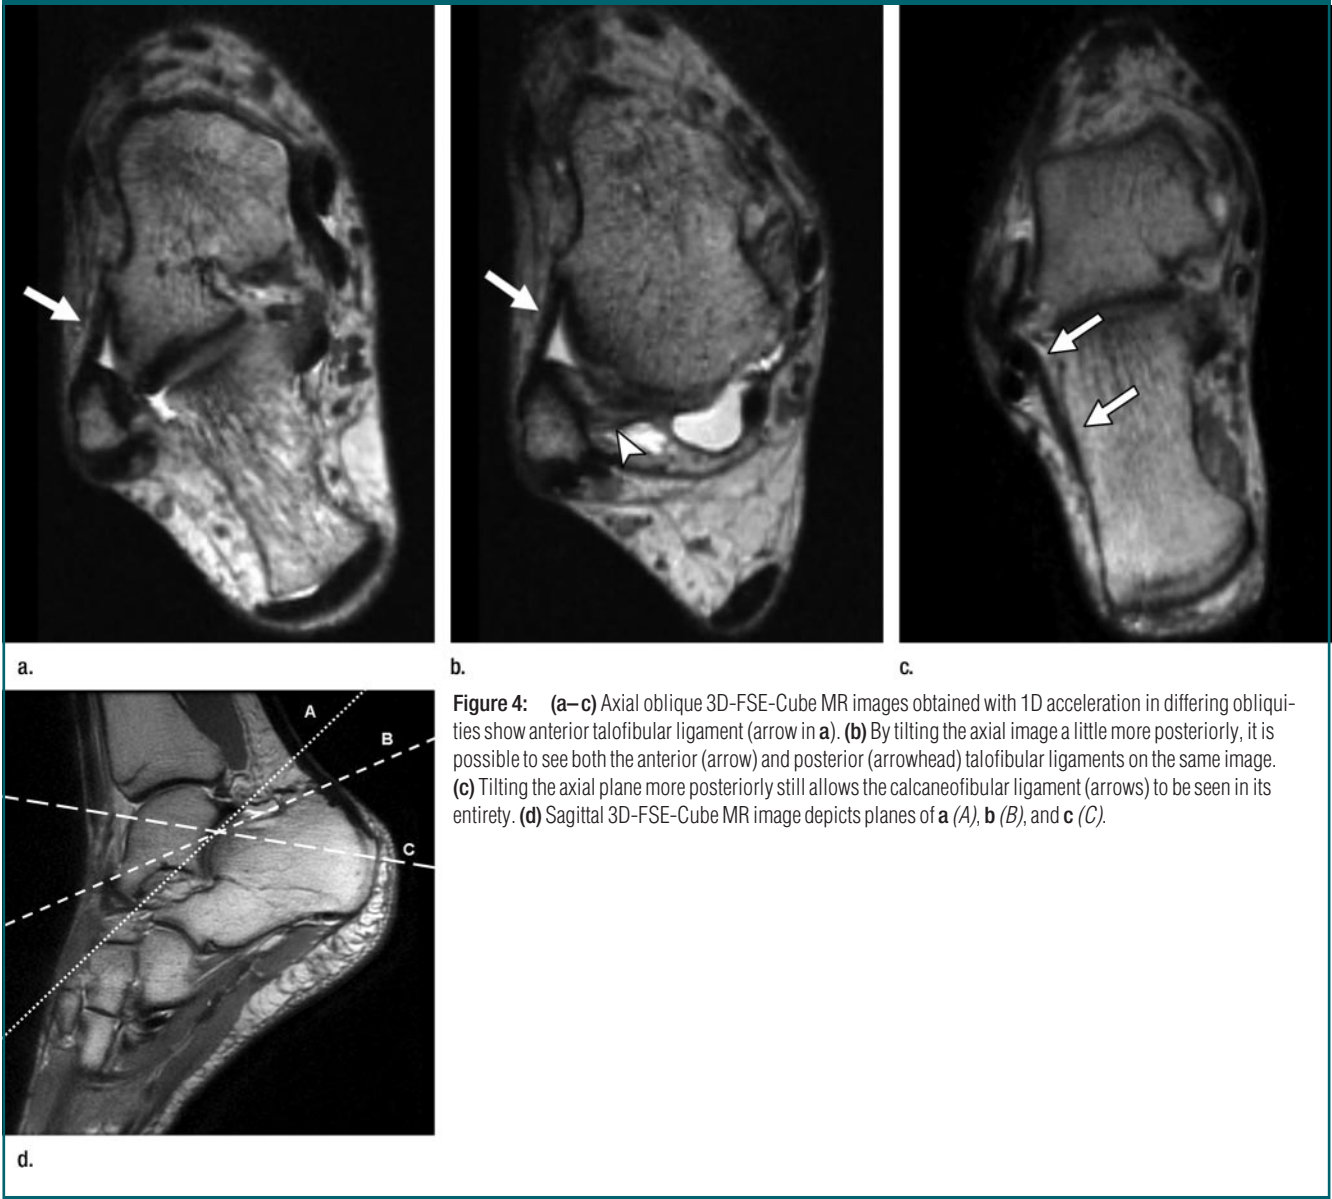 a.
b.
c.
A
B
C
d.
Figure 4: (a–c) Axial oblique 3D-FSE-Cube MR images obtained with 1D acceleration in differing obliqui-
ties show anterior talofibular ligament (arrow in a). (b) By tilting the axial image a little more posteriorly, it is
possible to see both the anterior (arrow) and posterior (arrowhead) talofibular ligaments on the same image.
(c) Tilting the axial plane more posteriorly still allows the calcaneofibular ligament (arrows) to be seen in its
entirety. (d) Sagittal 3D-FSE-Cube MR image depicts planes of a (A), b (B), and c (C).